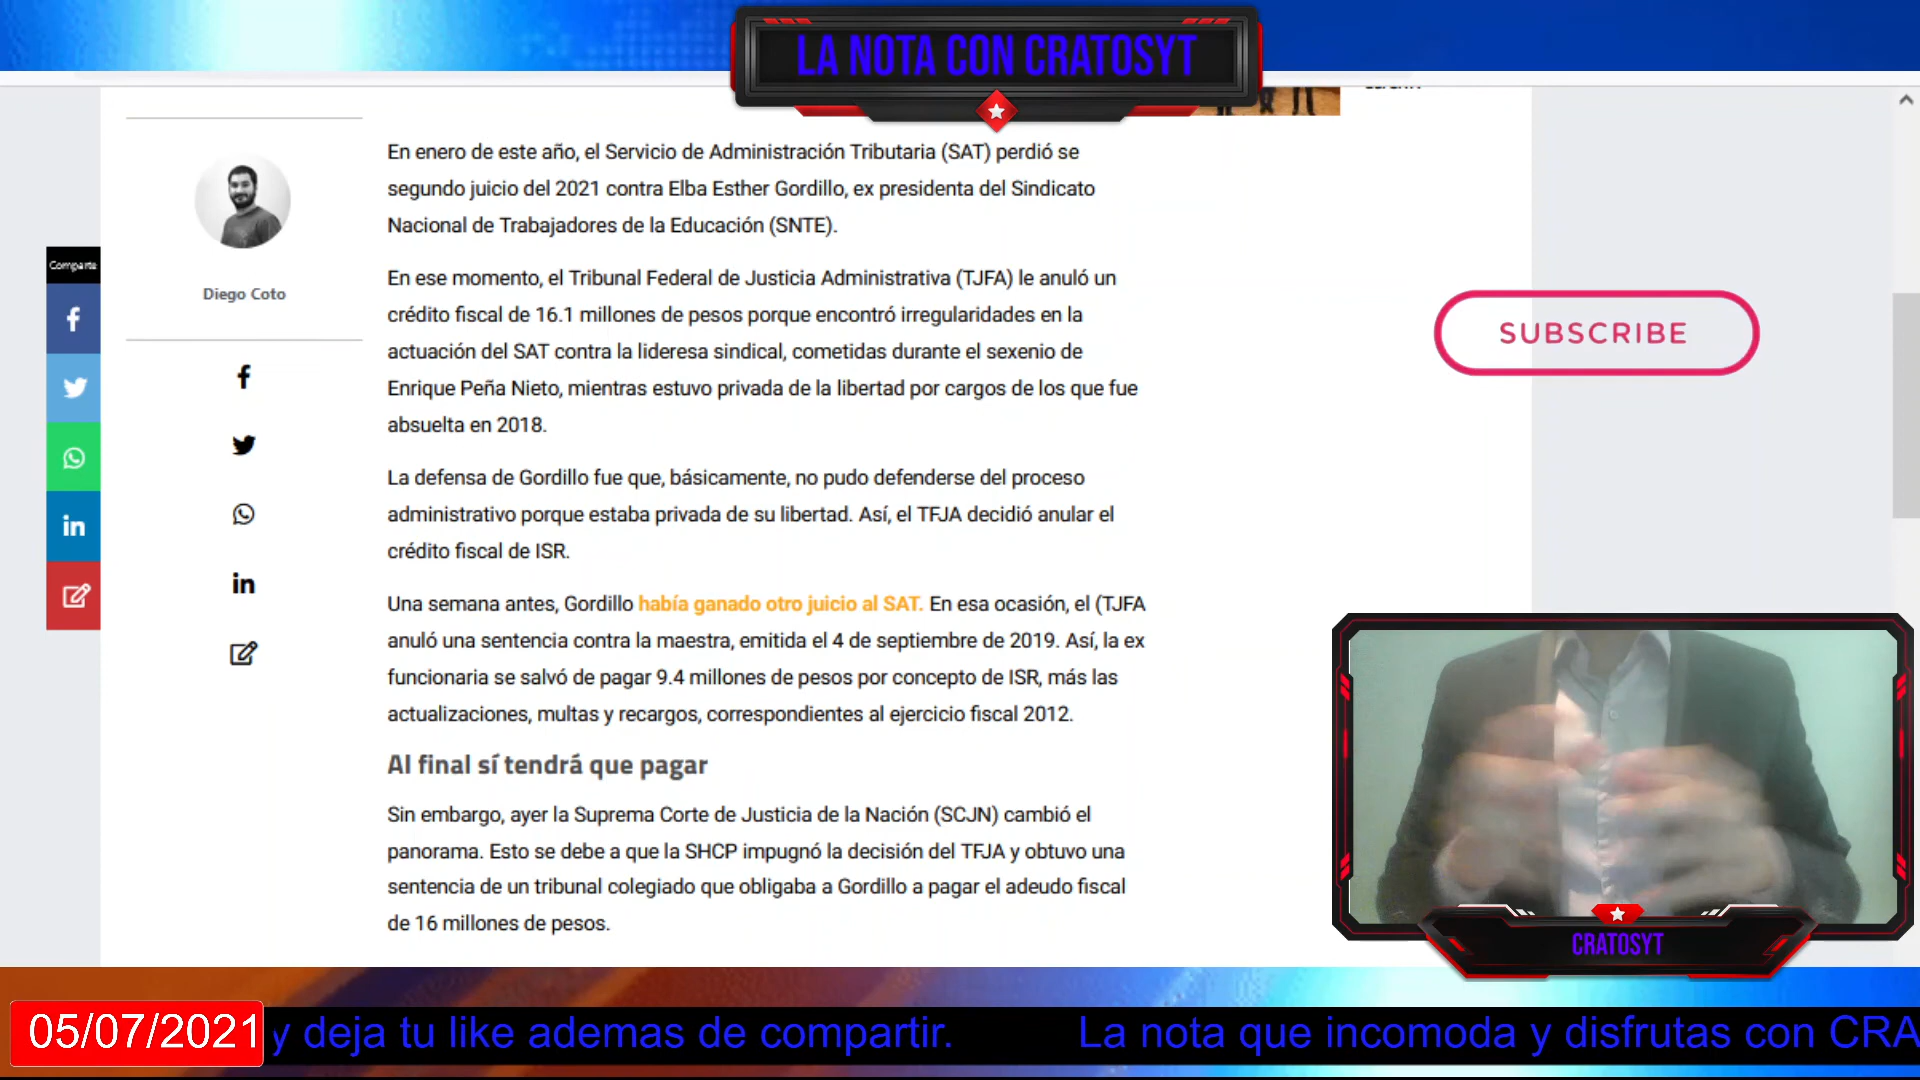 LA NOTA CON CRATOSYT
En enero de este año, el Servicio de Administración Tributaria (SAT) perdió se
segundo juicio del 2021 contra Elba Esther Gordillo, ex presidenta del Sindicato
Nacional de Trabajadores de la Educación (SNTE).
Comparte
Diego Coto
En ese momento, el Tribunal Federal de Justicia Administrativa (TJFA) le anuló un
crédito fiscal de 16.1 millones de pesos porque encontró irregularidades en la
actuación del SAT contra la lideresa sindical, cometidas durante el sexenio de
Enrique Peña Nieto, mientras estuvo privada de la libertad por cargos de los que fue
absuelta en 2018.
SUBSCRIBE
La defensa de Gordillo fue que, básicamente, no pudo defenderse del proceso
administrativo porque estaba privada de su libertad. Así, el TFJA decidió anular el
crédito fiscal de ISR.
Una semana antes, Gordillo había ganado otro juicio al SAT. En esa ocasión, el (TJFA
anuló una sentencia contra la maestra, emitida el 4 de septiembre de 2019. Así, la ex
funcionaria se salvó de pagar 9.4 millones de pesos por concepto de ISR, más las
actualizaciones, multas y recargos, correspondientes al ejercicio fiscal 2012.
Al final sí tendrá que pagar
Sin embargo, ayer la Suprema Corte de Justicia de la Nación (SCJN) cambió el
panorama. Esto se debe a que la SHCP impugnó la decisión del TFJA y obtuvo una
sentencia de un tribunal colegiado que obligaba a Gordillo a pagar el adeudo fiscal
de 16 millones de pesos.
CRATOSYT
05/07/2021 y deja tu like ademas de compartir. La nota que incomoda y disfrutas con CRA